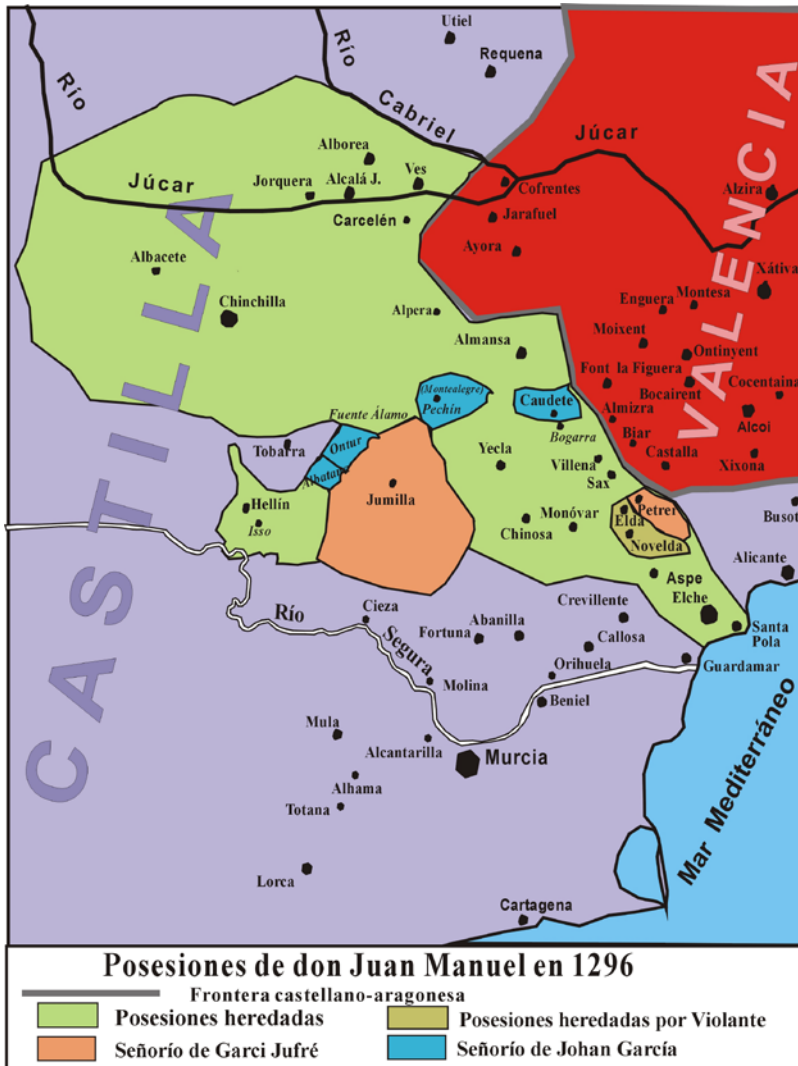 Utiel
Requena
Río
Río
Cabriel
Júcar
Júcar
Alborea
Ves
Jorquera
Alcalá J.
Carcelén
Cofrentes
Jarafuel
Ayora
Alzira
Albacete
Chinchilla
Alpera
Almansa
Xátiva
Enguera
Montesa
Moixent
Ontinyent
Font la Figuera
Bocairent
Cocentaina
Almizra
Alcoi
Biar
Castalla
Xixona
VALENCIA
CASTILLA
(Montealegre)
Pechín
Caudete
Bogarra
Fuente Álamo
Ontur
Albatana
Tobarra
Yecla
Villena
Sax
Jumilla
Hellín
Isso
Chinosa
Monóvar
Petrer
Elda
Novelda
Busot
Alicante
Aspe
Elche
Santa
Pola
Crevillente
Callosa
Guardamar
Orihuela
Beniel
Río
Segura
Cieza
Fortuna
Abanilla
Molina
Mula
Alcantarilla
Murcia
Alhama
Totana
Lorca
Cartagena
Mar Mediterráneo
Posesiones de don Juan Manuel en 1296
Frontera castellano-aragonesa
Posesiones heredadas
Posesiones heredadas por Violante
Señorío de Garci Jufré
Señorío de Johan García